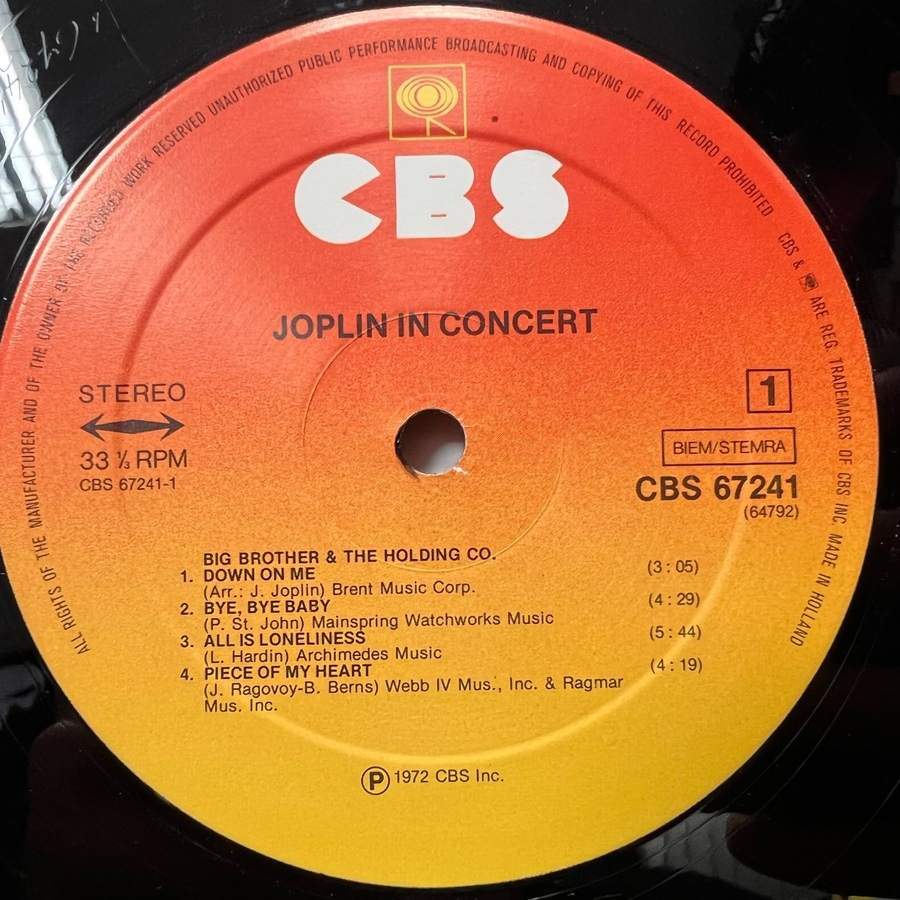 ALL RIGHTS OF THE MANUFACTURER AND OF THE OWNER OF THE RECORDED WORK RESERVED UNAUTHORIZED PUBLIC PERFORMANCE BROADCASTING AND COPYING OF THIS RECORD PROHIBITED
CBS & ARE REG. TRADEMARKS OF CBS INC. MADE IN HOLLAND
CBS
JOPLIN IN CONCERT
STEREO
33 ⅓ RPM
CBS 67241-1
1
BIEM/STEMRA
CBS 67241
(64792)
BIG BROTHER & THE HOLDING CO.
1. DOWN ON ME (3:05)
(Arr.: J. Joplin) Brent Music Corp.
2. BYE, BYE BABY (4:29)
(P. St. John) Mainspring Watchworks Music
3. ALL IS LONELINESS (5:44)
(L. Hardin) Archimedes Music
4. PIECE OF MY HEART (4:19)
(J. Ragovoy-B. Berns) Webb IV Mus., Inc. & Ragmar
Mus. Inc.
Ⓟ 1972 CBS Inc.